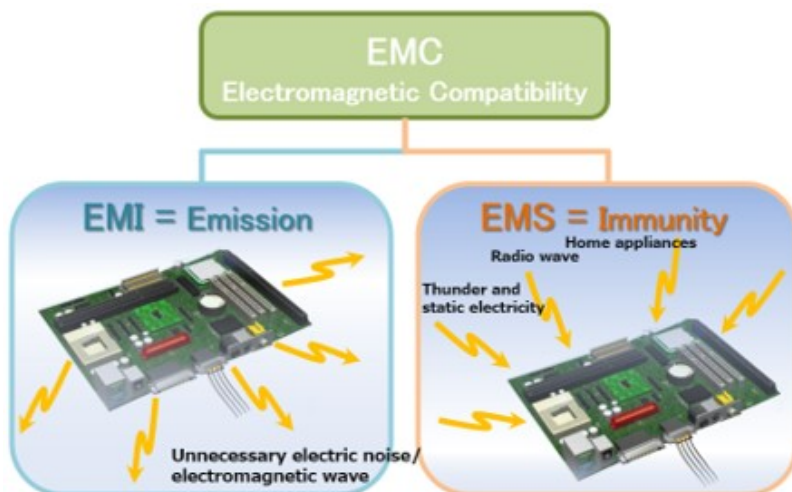 EMC
Electromagnetic Compatibility
EMI = Emission
Unnecessary electric noise/
electromagnetic wave
EMS = Immunity
Home appliances
Radio wave
Thunder and
static electricity